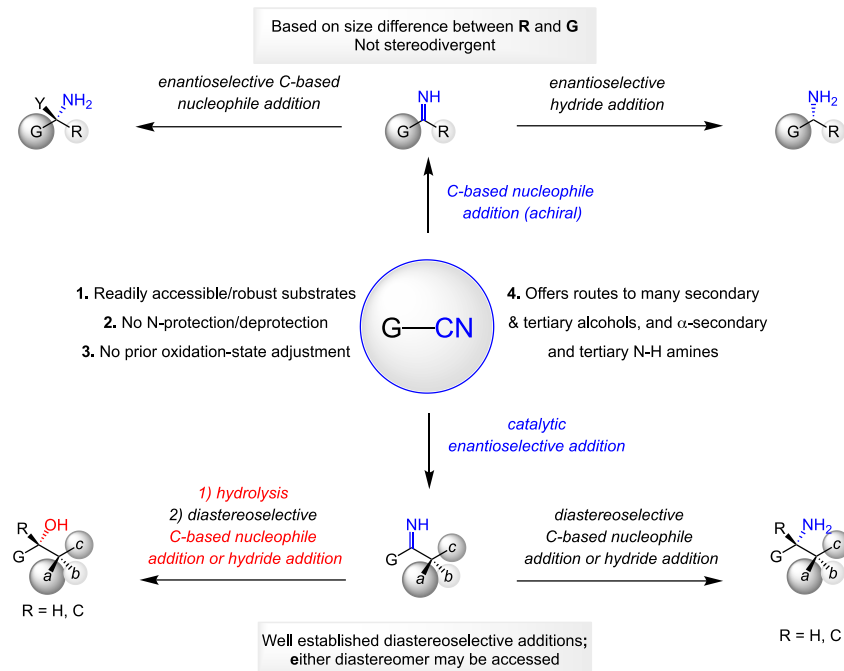 Based on size difference between R and G
Not stereodivergent
enantioselective C-based
nucleophile addition
enantioselective
hydride addition
Y
NH2
G
R
NH
G
R
NH2
G
R
C-based nucleophile
addition (achiral)
1. Readily accessible/robust substrates
2. No N-protection/deprotection
3. No prior oxidation-state adjustment
G—CN
4. Offers routes to many secondary
& tertiary alcohols, and α-secondary
and tertiary N-H amines
catalytic
enantioselective addition
1) hydrolysis
2) diastereoselective
C-based nucleophile
addition or hydride addition
diastereoselective
C-based nucleophile
addition or hydride addition
R
OH
G
c
a
b
R = H, C
NH
G
c
a
b
R
NH2
G
c
a
b
R = H, C
Well established diastereoselective additions;
either diastereomer may be accessed